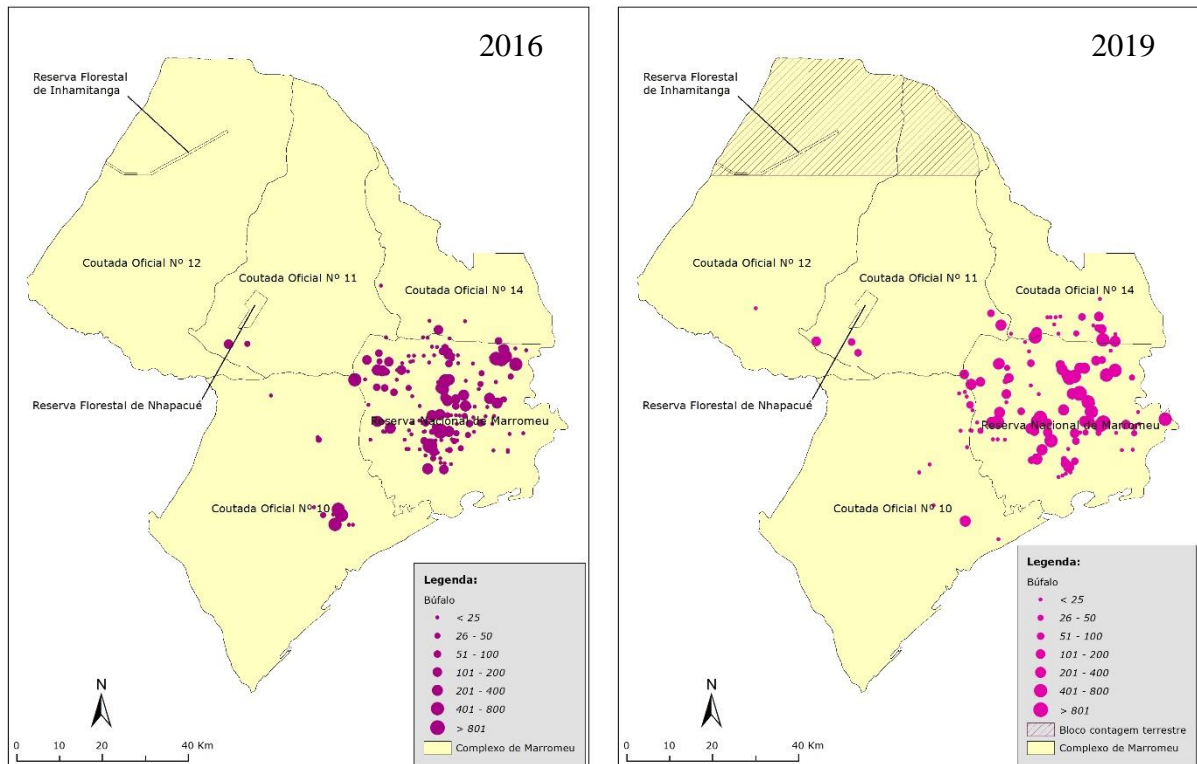 2016
Reserva Florestal
de Inhamitanga
Coutada Oficial Nº 12
Coutada Oficial Nº 11
Coutada Oficial Nº 14
Reserva Florestal de Nhapacué
Reserva Nacional de Marromeu
Coutada Oficial Nº 10
Legenda:
Búfalo
< 25
26 - 50
51 - 100
101 - 200
201 - 400
401 - 800
> 801
Complexo de Marromeu
N
0 10 20 40 Km
2019
Reserva Florestal
de Inhamitanga
Coutada Oficial Nº 12
Coutada Oficial Nº 11
Coutada Oficial Nº 14
Reserva Florestal de Nhapacué
Reserva Nacional de Marromeu
Coutada Oficial Nº 10
Legenda:
Búfalo
< 25
26 - 50
51 - 100
101 - 200
201 - 400
401 - 800
> 801
Bloco contagem terrestre
Complexo de Marromeu
N
0 10 20 40 Km